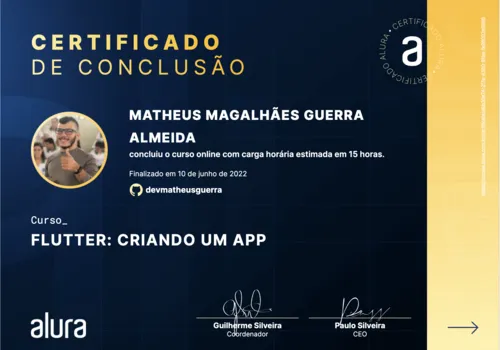 CERTIFICADO
DE CONCLUSÃO
CERTIFICADO ALURA • CERTIFICADO ALURA •
a
MATHEUS MAGALHÃES GUERRA
ALMEIDA
concluiu o curso online com carga horária estimada em 15 horas.
Finalizado em 10 de junho de 2022
devmatheusguerra
Curso_
FLUTTER: CRIANDO UM APP
alura
Guilherme Silveira
Coordenador
Paulo Silveira
CEO